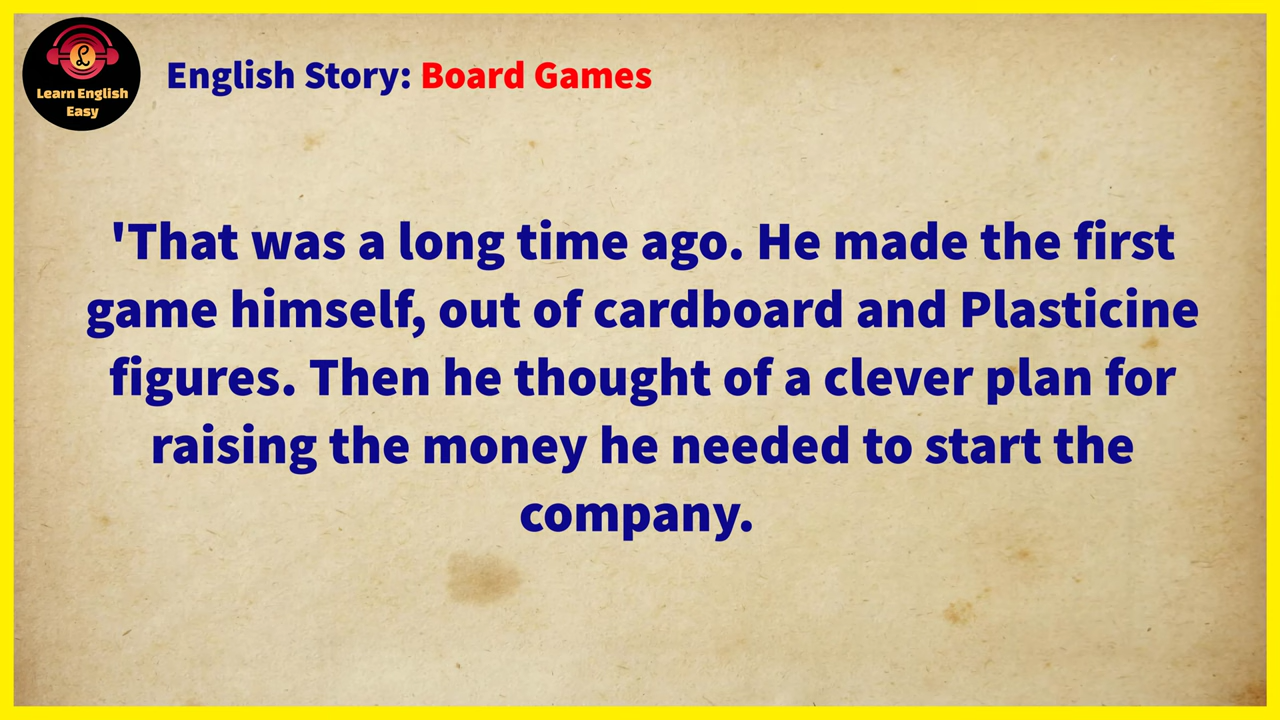 Learn English
Easy
English Story: Board Games
'That was a long time ago. He made the first
game himself, out of cardboard and Plasticine
figures. Then he thought of a clever plan for
raising the money he needed to start the
company.